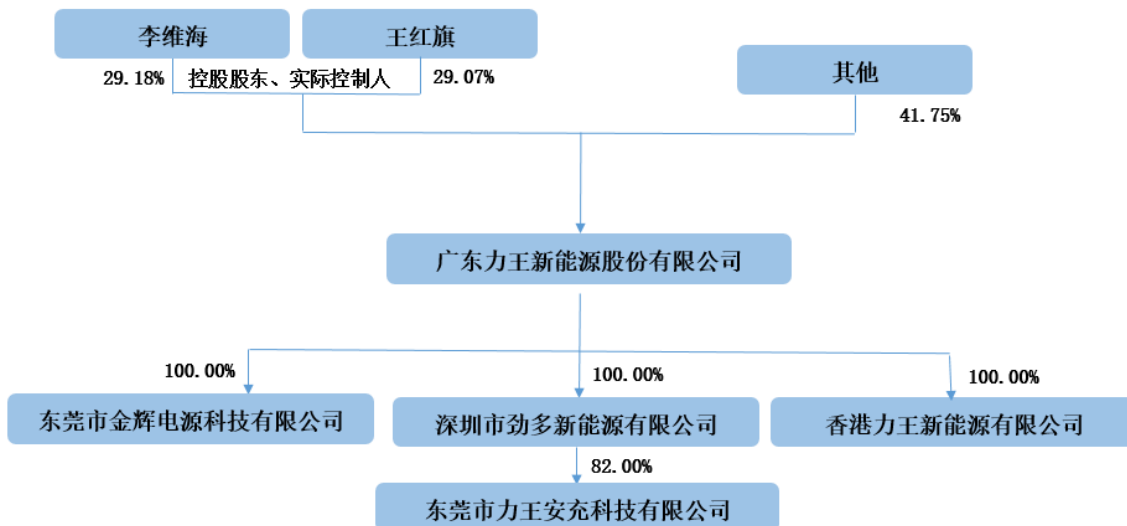 李维海
王红旗
其他
29.18%
控股股东、实际控制人
29.07%
41.75%
广东力王新能源股份有限公司
100.00%
100.00%
100.00%
东莞市金辉电源科技有限公司
深圳市劲多新能源有限公司
香港力王新能源有限公司
82.00%
东莞市力王安充科技有限公司